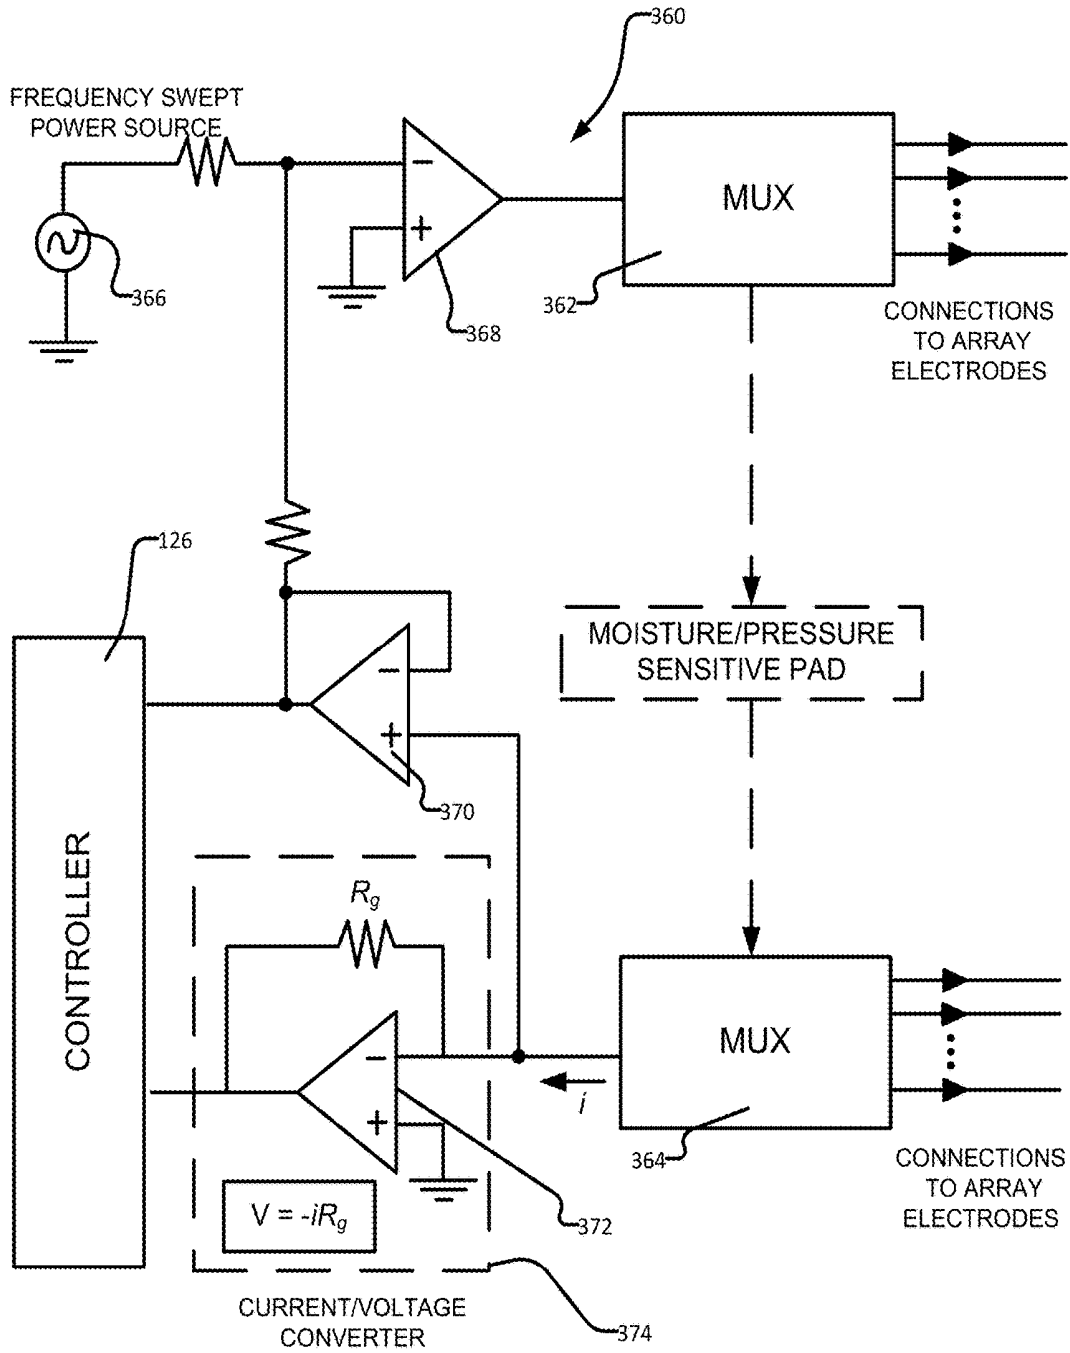 360
FREQUENCY SWEPT
POWER SOURCE
−
+
MUX
366
368
362
CONNECTIONS
TO ARRAY
ELECTRODES
126
MOISTURE/PRESSURE
SENSITIVE PAD
−
+
370
CONTROLLER
Rg
−
+
MUX
i
364
V = -iRg
372
CONNECTIONS
TO ARRAY
ELECTRODES
CURRENT/VOLTAGE
CONVERTER
374